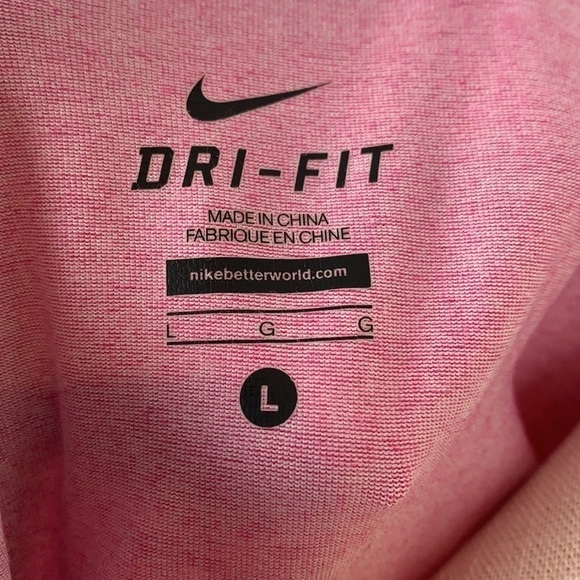 DRI-FIT
MADE IN CHINA
FABRIQUE EN CHINE
nikebetterworld.com
L G G
L